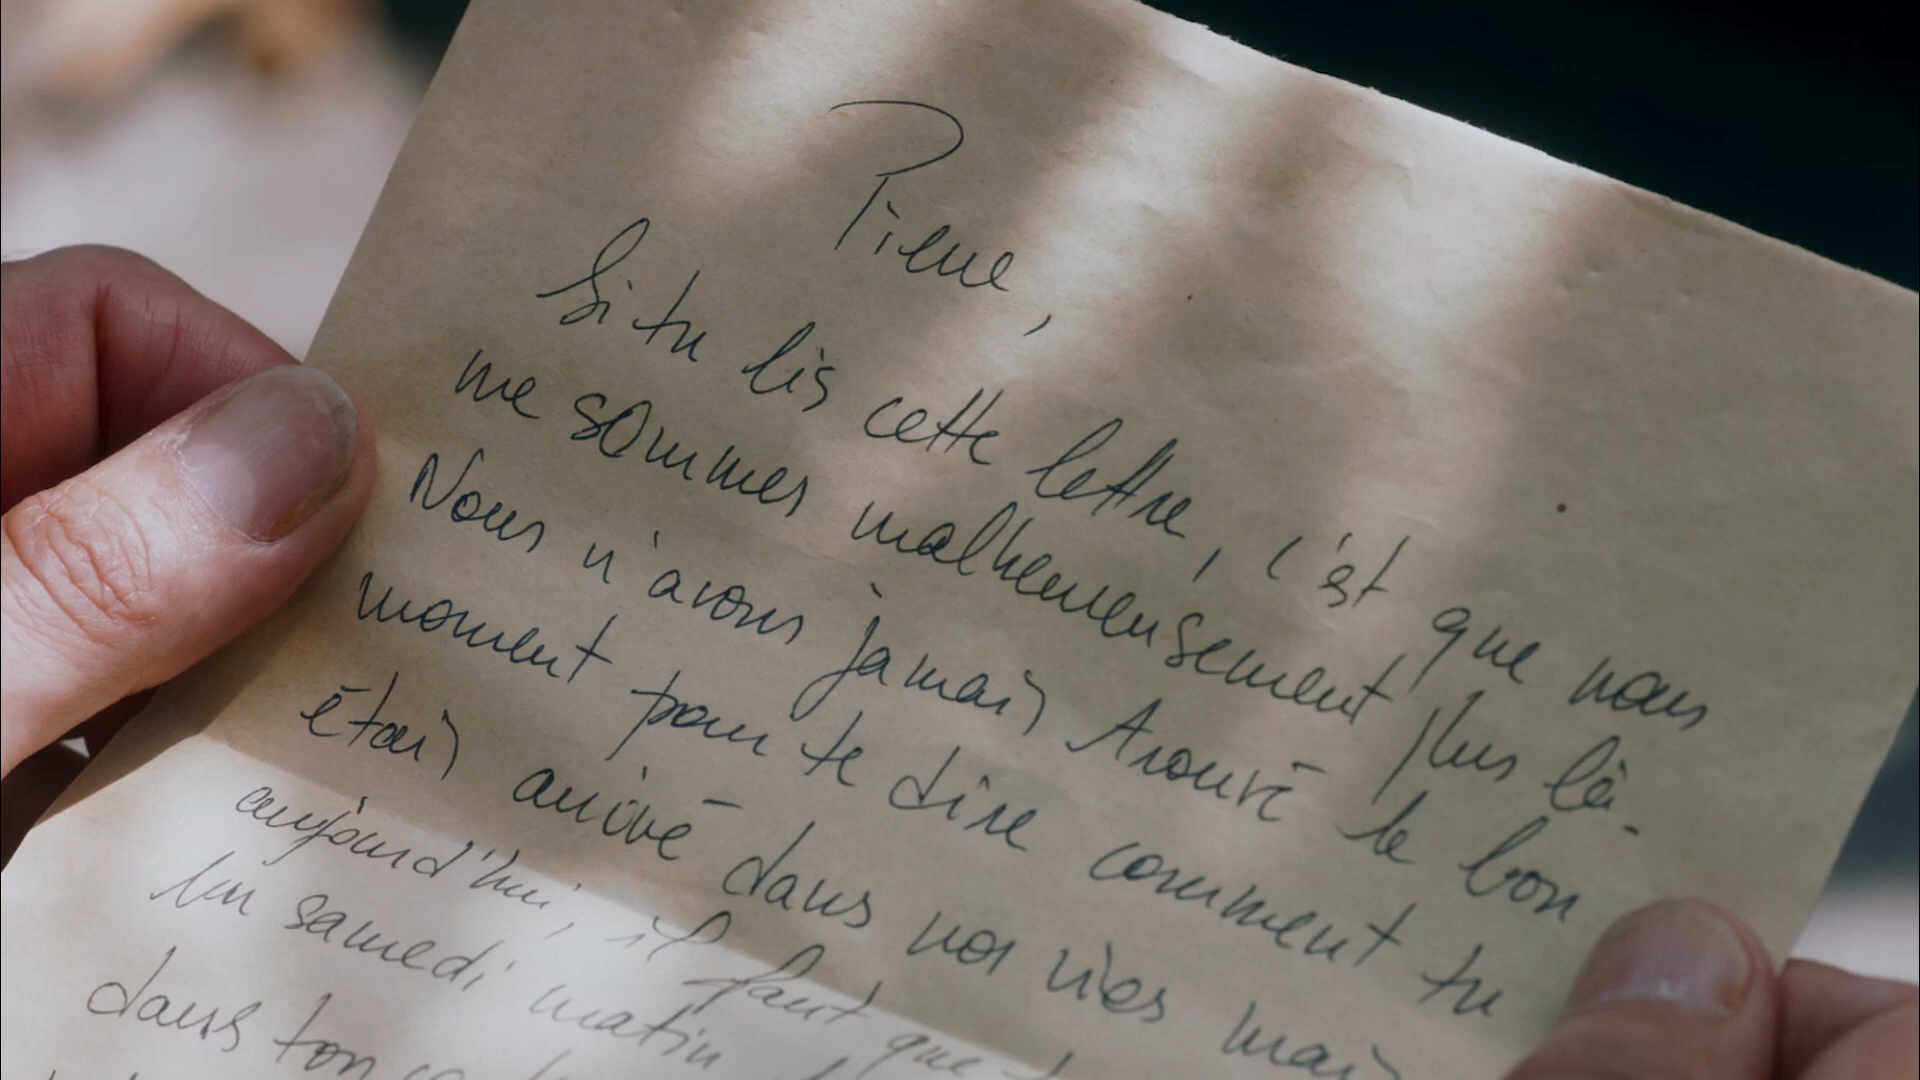 Pierre,
Si tu lis cette lettre, c'est que nous
ne sommes malheureusement plus là.
Nous n'avons jamais trouvé le bon
moment pour te dire comment tu
étais arrivé dans nos vies mais
aujourd'hui, il faut que
Un samedi matin
dans ton